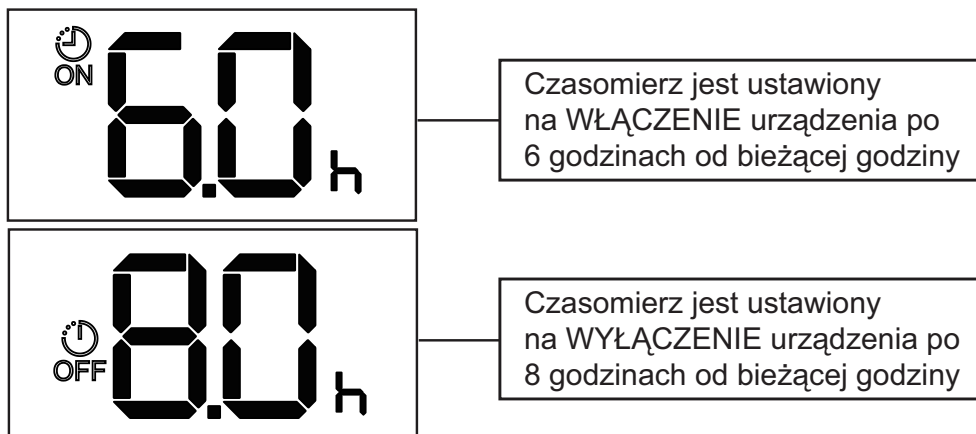 ON
6.0 h
Czasomierz jest ustawiony
na WŁĄCZENIE urządzenia po
6 godzinach od bieżącej godziny
OFF
8.0 h
Czasomierz jest ustawiony
na WYŁĄCZENIE urządzenia po
8 godzinach od bieżącej godziny